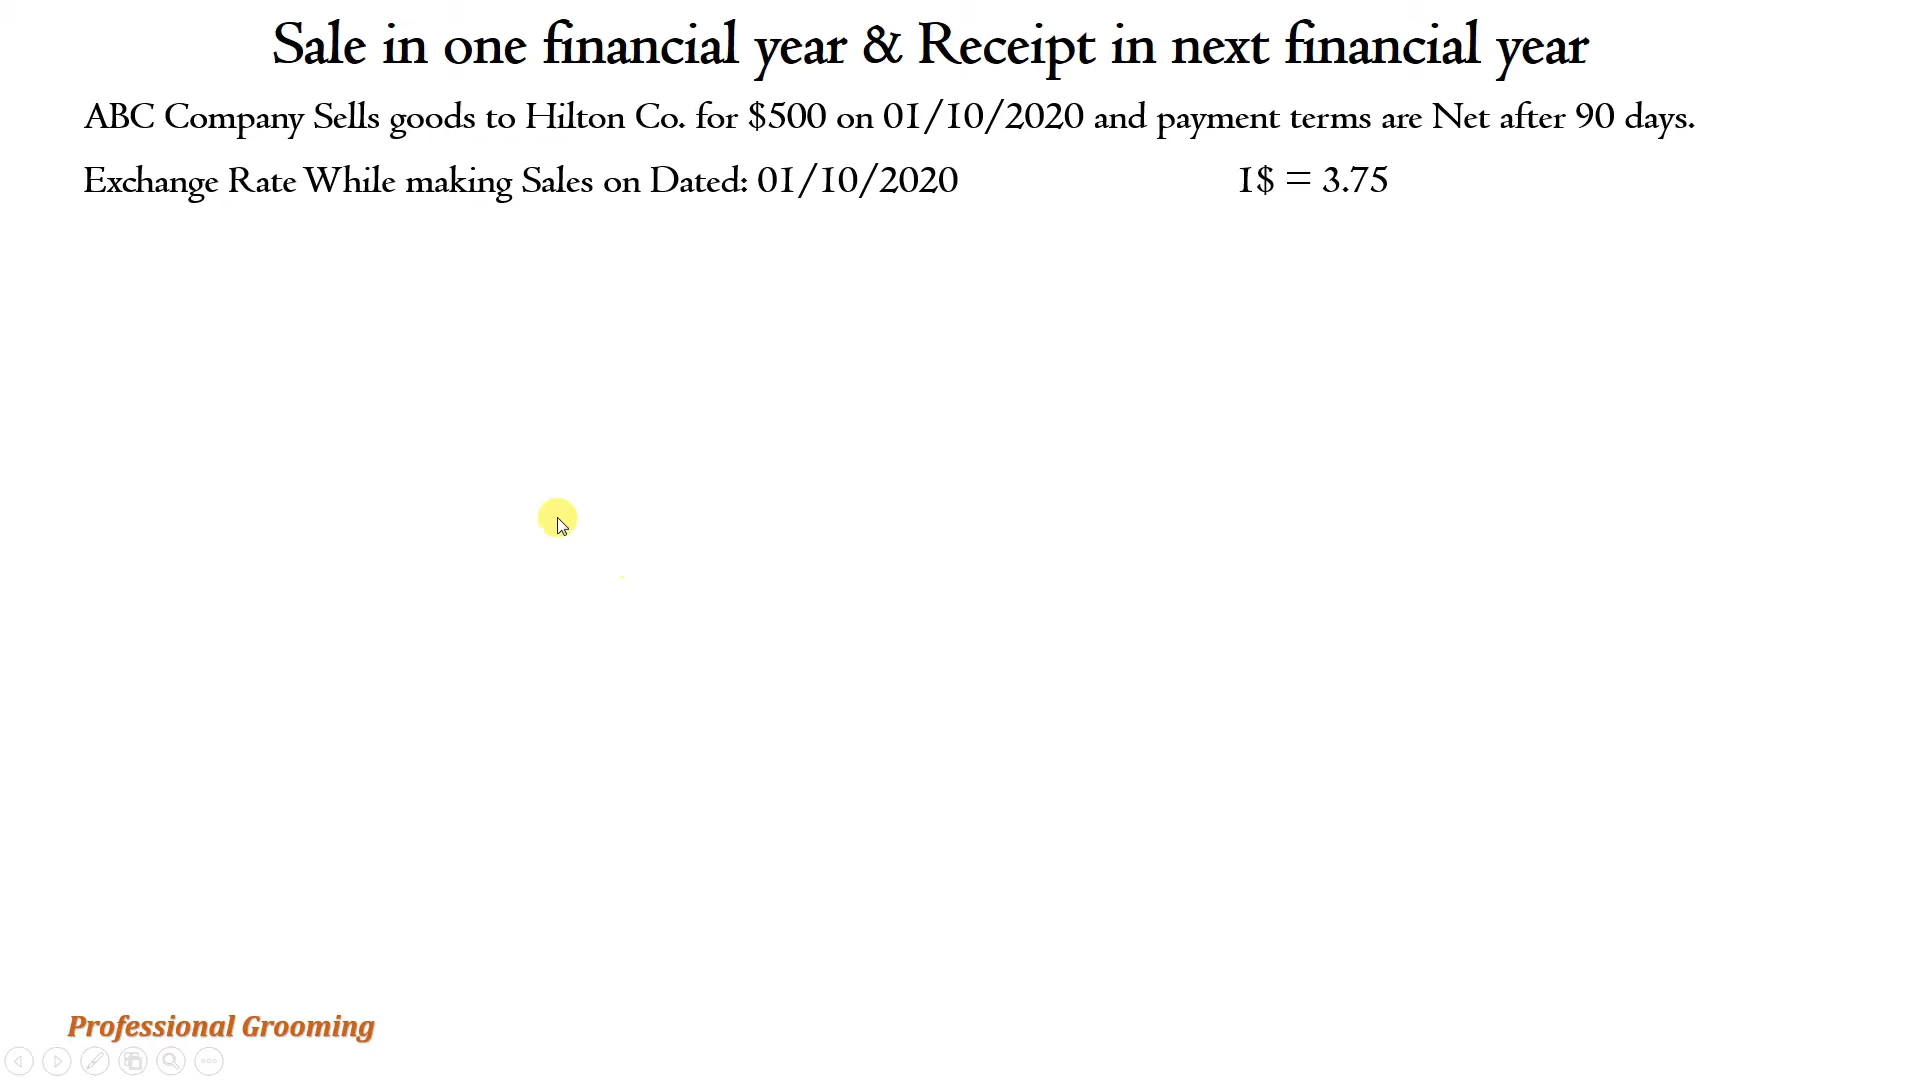 Sale in one financial year & Receipt in next financial year
ABC Company Sells goods to Hilton Co. for $500 on 01/10/2020 and payment terms are Net after 90 days.
Exchange Rate While making Sales on Dated: 01/10/2020 1$ = 3.75
Professional Grooming